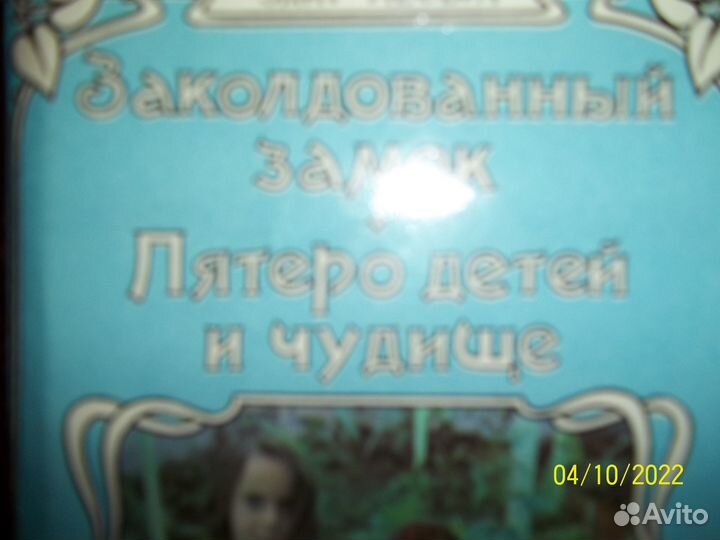 Заколдованный
замок
Пятеро детей
и чудище
04/10/2022
Avito